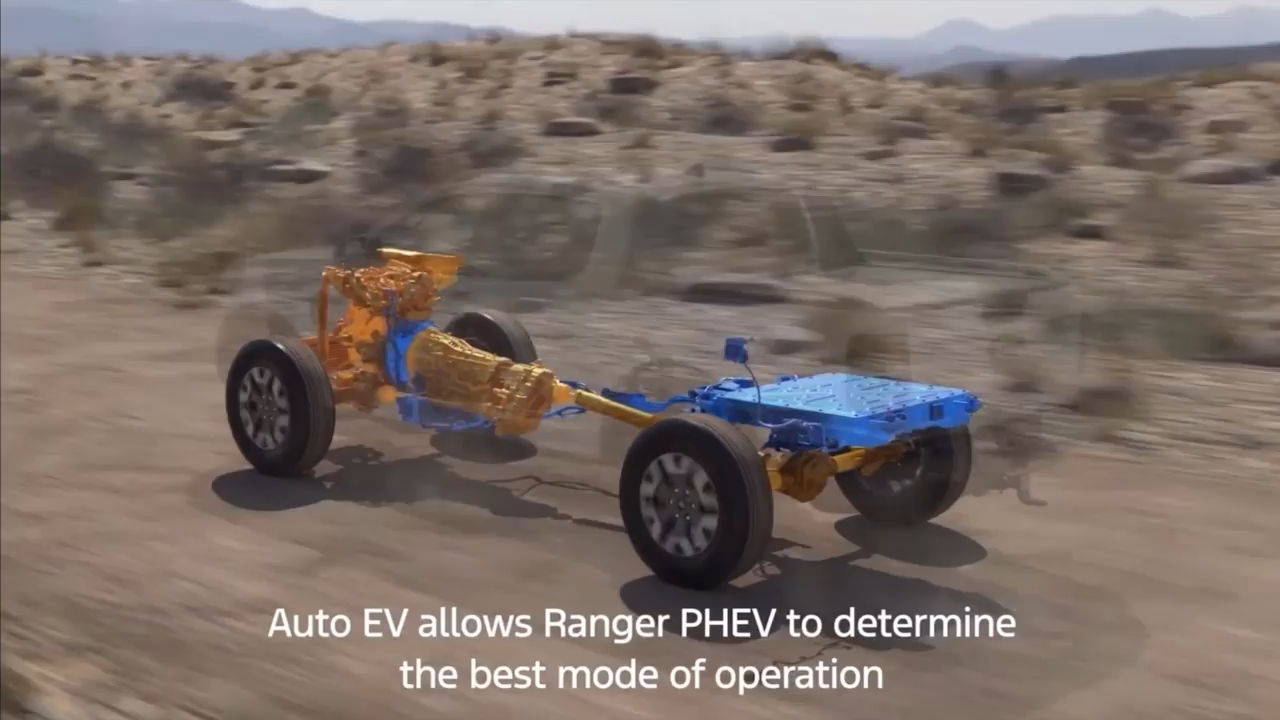 Auto EV allows Ranger PHEV to determine
the best mode of operation